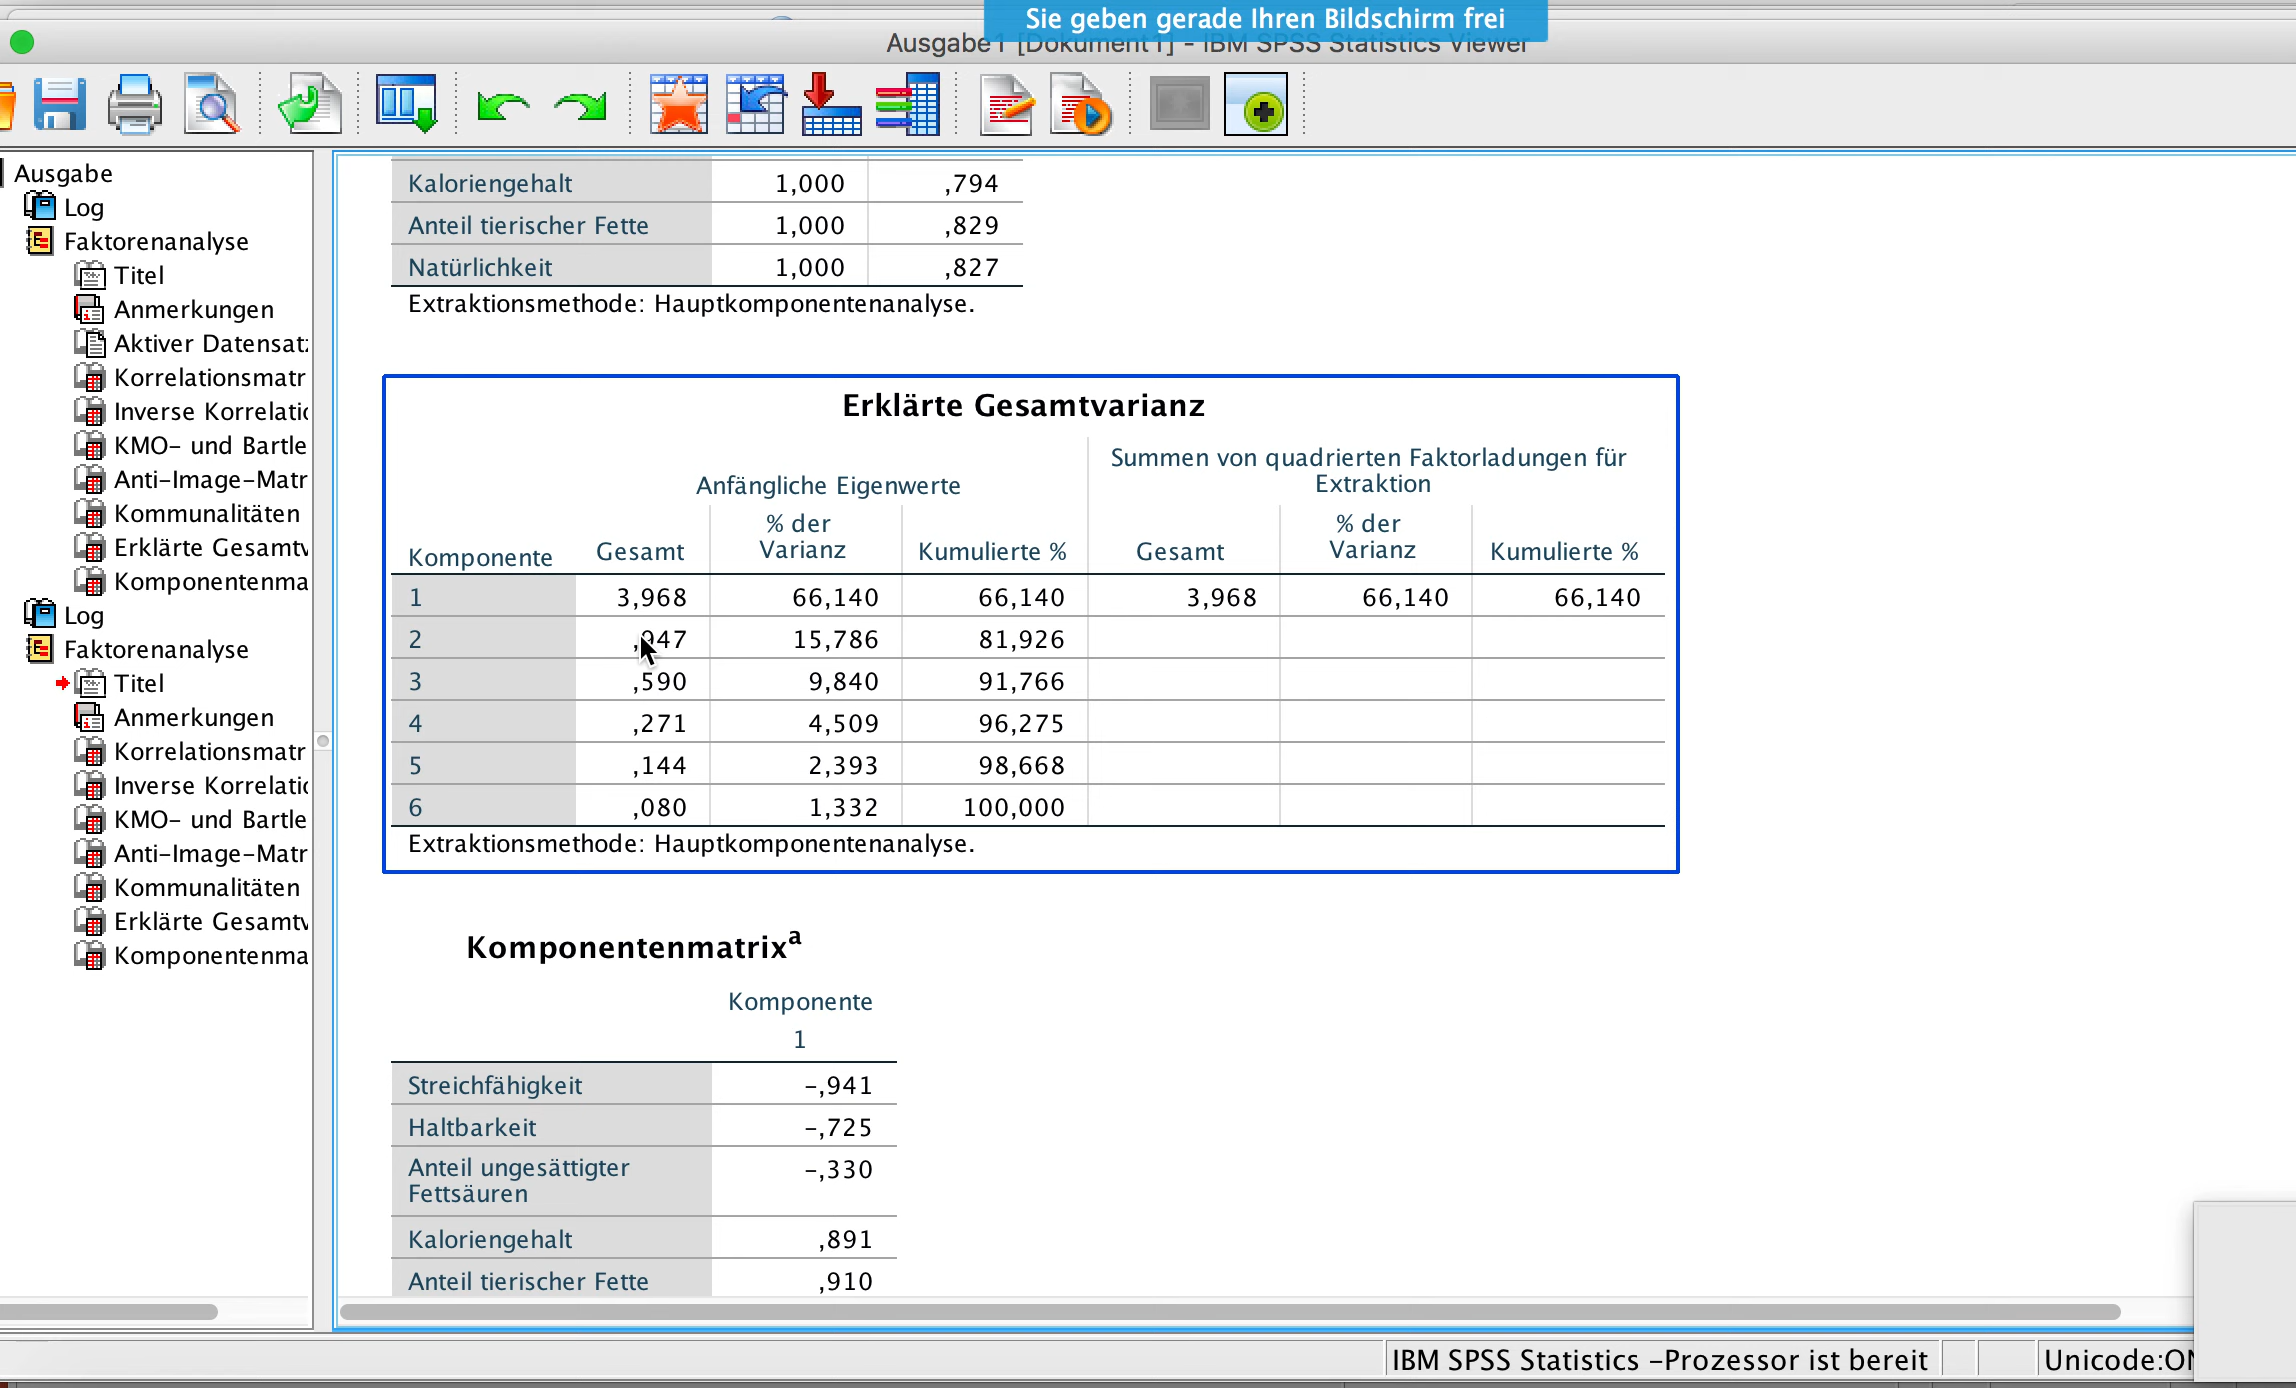 Sie geben gerade Ihren Bildschirm frei
Ausgabe1 [Dokument1] - IBM SPSS Statistics Viewer
Ausgabe
Log
Faktorenanalyse
Titel
Anmerkungen
Aktiver Datensat
Korrelationsmatr
Inverse Korrelatio
KMO- und Bartle
Anti-Image-Matr
Kommunalitäten
Erklärte Gesamtv
Komponentenma
Log
Faktorenanalyse
Titel
Anmerkungen
Korrelationsmatr
Inverse Korrelatio
KMO- und Bartle
Anti-Image-Matr
Kommunalitäten
Erklärte Gesamtv
Komponentenma
Kaloriengehalt 1,000 ,794
Anteil tierischer Fette 1,000 ,829
Natürlichkeit 1,000 ,827
Extraktionsmethode: Hauptkomponentenanalyse.
Erklärte Gesamtvarianz
Anfängliche Eigenwerte
Summen von quadrierten Faktorladungen für
Extraktion
Komponente Gesamt % der Varianz Kumulierte % Gesamt % der Varianz Kumulierte %
1 3,968 66,140 66,140 3,968 66,140 66,140
2 ,947 15,786 81,926
3 ,590 9,840 91,766
4 ,271 4,509 96,275
5 ,144 2,393 98,668
6 ,080 1,332 100,000
Extraktionsmethode: Hauptkomponentenanalyse.
Komponentenmatrixa
Komponente
1
Streichfähigkeit -,941
Haltbarkeit -,725
Anteil ungesättigter
Fettsäuren -,330
Kaloriengehalt ,891
Anteil tierischer Fette ,910
IBM SPSS Statistics -Prozessor ist bereit
Unicode:ON